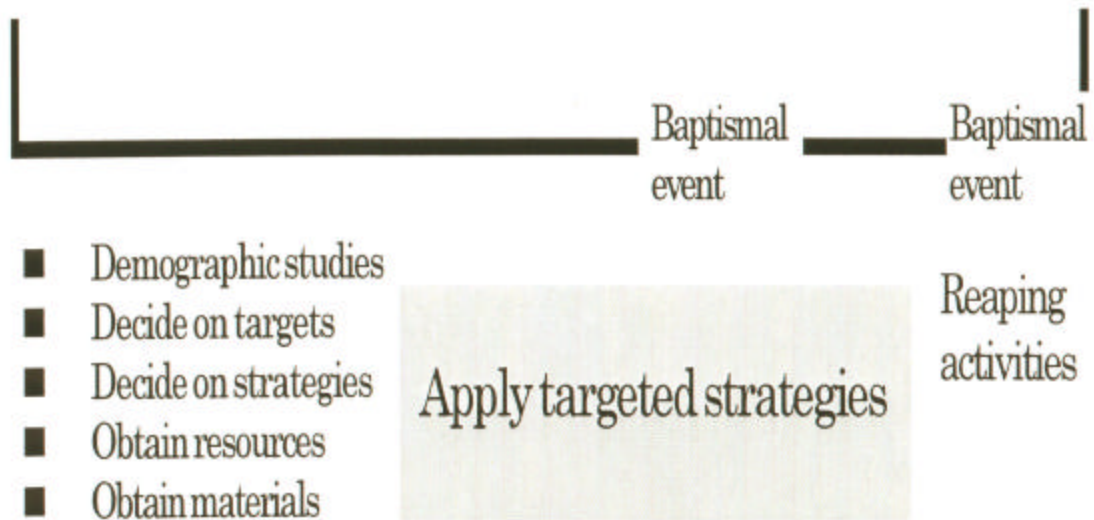 Baptismal
event
Baptismal
event
■ Demographic studies
■ Decide on targets
■ Decide on strategies
■ Obtain resources
■ Obtain materials
Apply targeted strategies
Reaping
activities